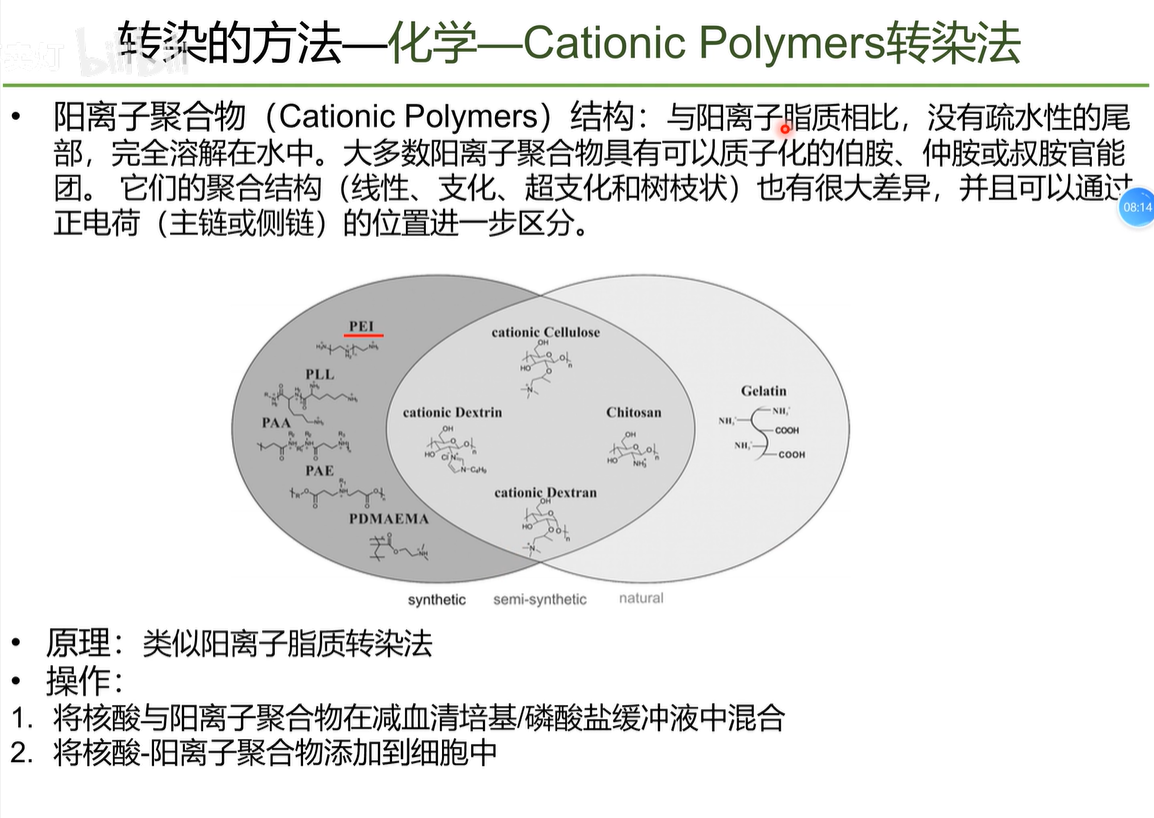 转染的方法—化学—Cationic Polymers转染法
bilibili
• 阳离子聚合物（Cationic Polymers）结构：与阳离子脂质相比，没有疏水性的尾
部，完全溶解在水中。大多数阳离子聚合物具有可以质子化的伯胺、仲胺或叔胺官能
团。 它们的聚合结构（线性、支化、超支化和树枝状）也有很大差异，并且可以通过
正电荷（主链或侧链）的位置进一步区分。
08:14
PEI
PLL
PAA
PAE
PDMAEMA
cationic Cellulose
cationic Dextrin
Chitosan
cationic Dextran
Gelatin
NH₃⁺
NH₃⁺
COOH
NH₃⁺
COOH
synthetic
semi-synthetic
natural
• 原理：类似阳离子脂质转染法
• 操作：
1. 将核酸与阳离子聚合物在减血清培基/磷酸盐缓冲液中混合
2. 将核酸-阳离子聚合物添加到细胞中